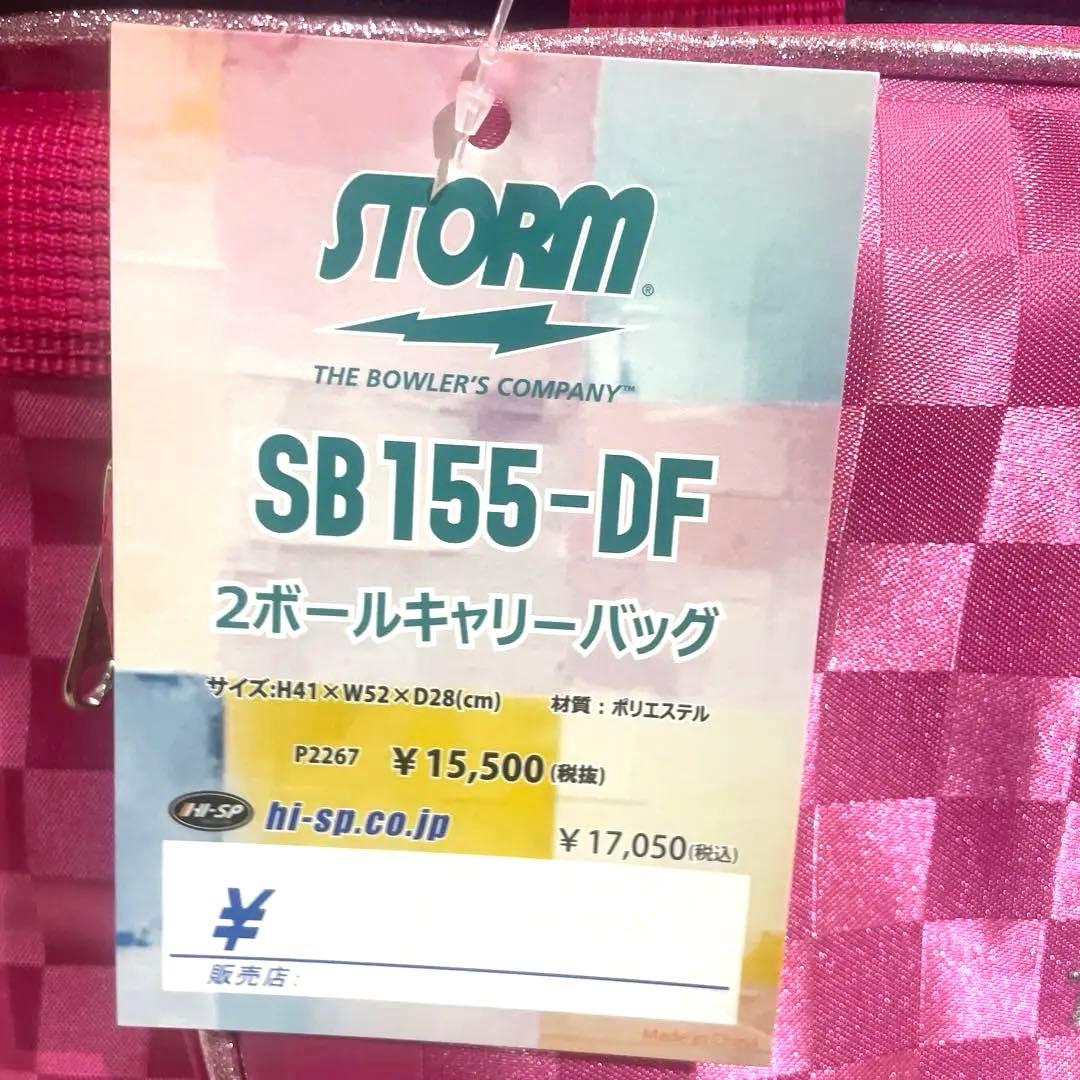 STORM®
THE BOWLER'S COMPANY™
SB155-DF
2ボールキャリーバッグ
サイズ:H41×W52×D28(cm) 材質：ポリエステル
P2267 ￥15,500(税抜)
HI-SP hi-sp.co.jp
￥17,050(税込)
￥
販売店:
Made in China